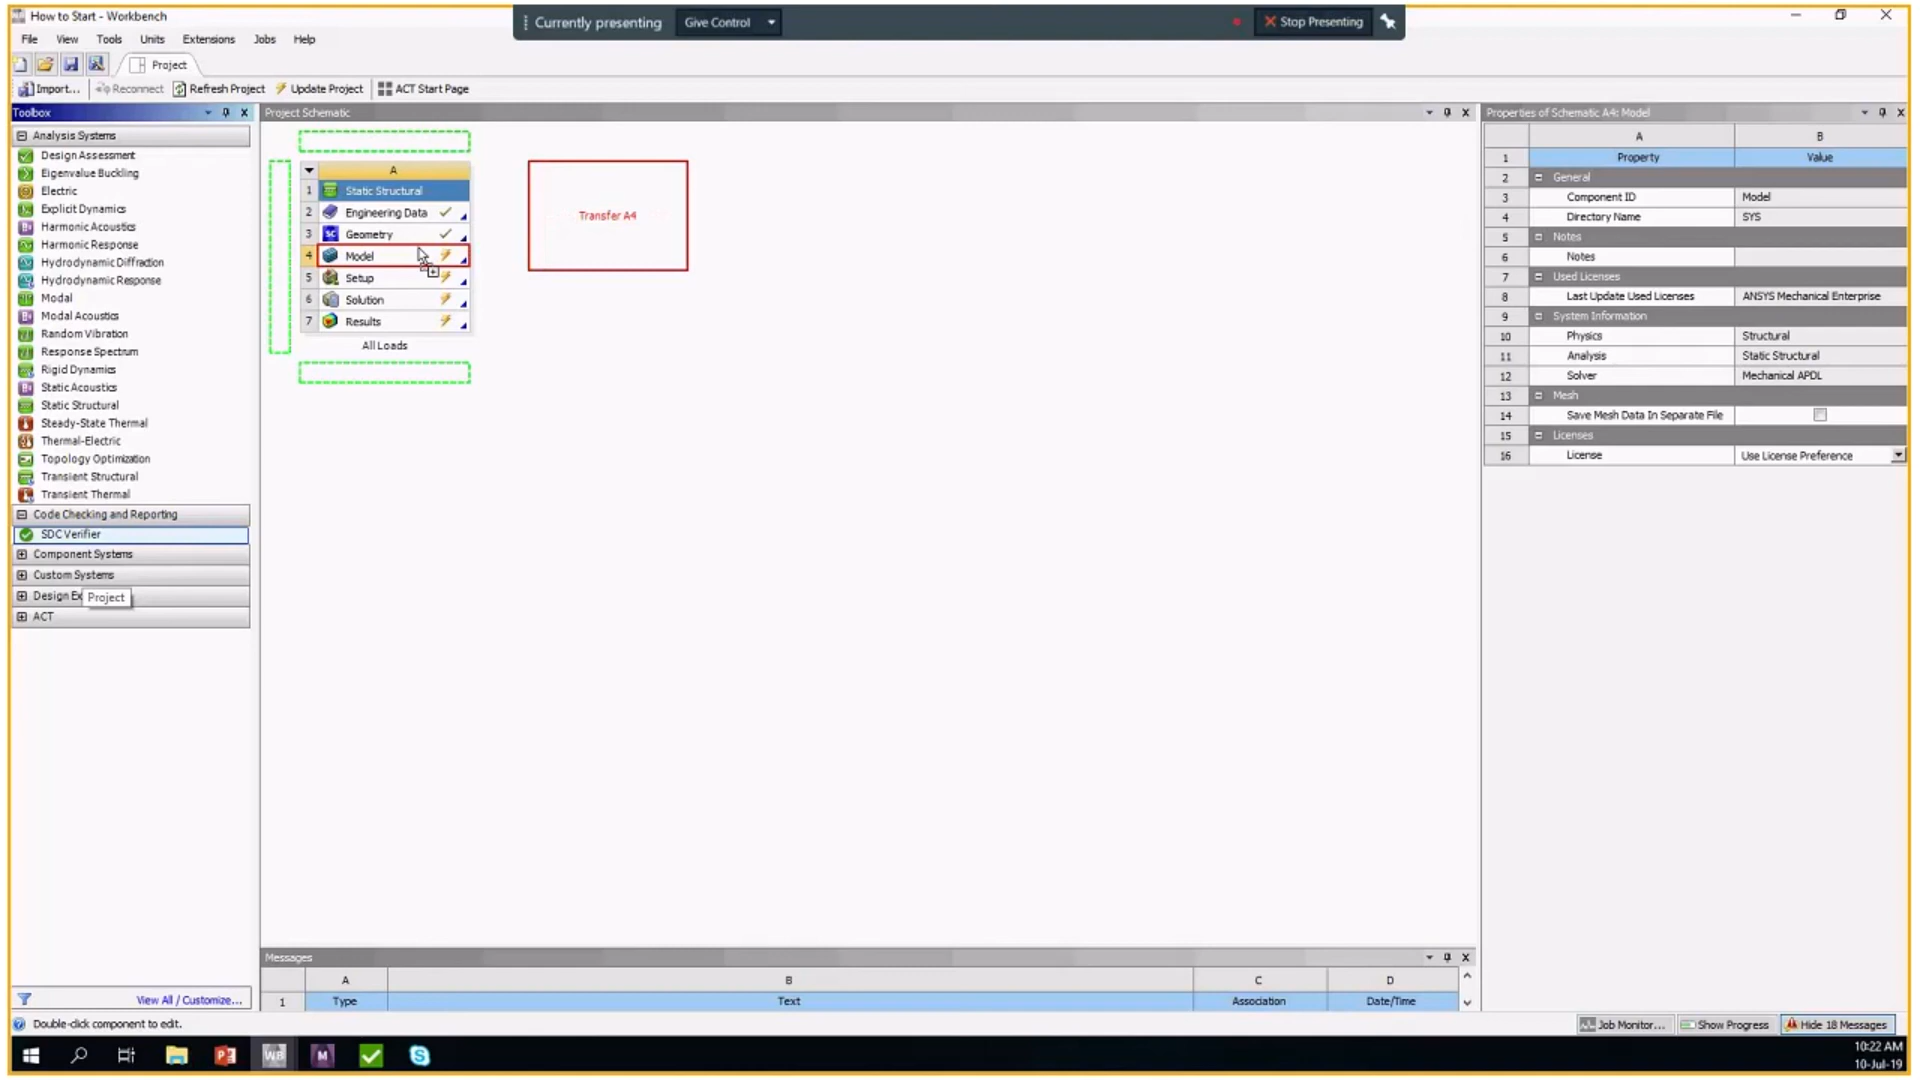 How to Start - Workbench
Currently presenting
Give Control
Stop Presenting
File View Tools Units Extensions Jobs Help
Project
Import... Reconnect Refresh Project Update Project ACT Start Page
Toolbox
Analysis Systems
Design Assessment
Eigenvalue Buckling
Electric
Explicit Dynamics
Harmonic Acoustics
Harmonic Response
Hydrodynamic Diffraction
Hydrodynamic Response
Modal
Modal Acoustics
Random Vibration
Response Spectrum
Rigid Dynamics
Static Acoustics
Static Structural
Steady-State Thermal
Thermal-Electric
Topology Optimization
Transient Structural
Transient Thermal
Code Checking and Reporting
SDC Verifier
Component Systems
Custom Systems
Design Ex
Project
ACT
View All / Customize...
Project Schematic
A
1 Static Structural
2 Engineering Data
3 SC Geometry
4 Model
5 Setup
6 Solution
7 Results
All Loads
Transfer A4
Properties of Schematic A4: Model
A B
1 Property Value
2 General
3 Component ID Model
4 Directory Name SYS
5 Notes
6 Notes
7 Used Licenses
8 Last Update Used Licenses ANSYS Mechanical Enterprise
9 System Information
10 Physics Structural
11 Analysis Static Structural
12 Solver Mechanical APDL
13 Mesh
14 Save Mesh Data In Separate File
15 Licenses
16 License Use License Preference
Messages
A B C D
1 Type Text Association Date/Time
Double-click component to edit.
Job Monitor... Show Progress Hide 18 Messages
WB M
10:22 AM
10-Jul-19